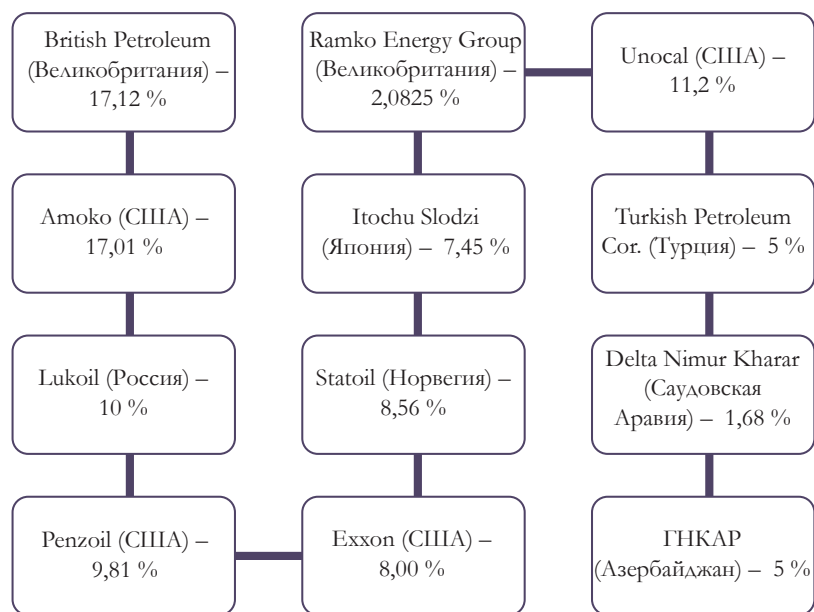 British Petroleum
(Великобритания) –
17,12 %
Amoko (США) –
17,01 %
Lukoil (Россия) –
10 %
Penzoil (США) –
9,81 %
Exxon (США) –
8,00 %
Statoil (Норвегия) –
8,56 %
Itochu Slodzi
(Япония) – 7,45 %
Ramko Energy Group
(Великобритания) –
2,0825 %
Unocal (США) –
11,2 %
Turkish Petroleum
Cor. (Турция) – 5 %
Delta Nimur Kharar
(Саудовская
Аравия) – 1,68 %
ГНКАР
(Азербайджан) – 5 %